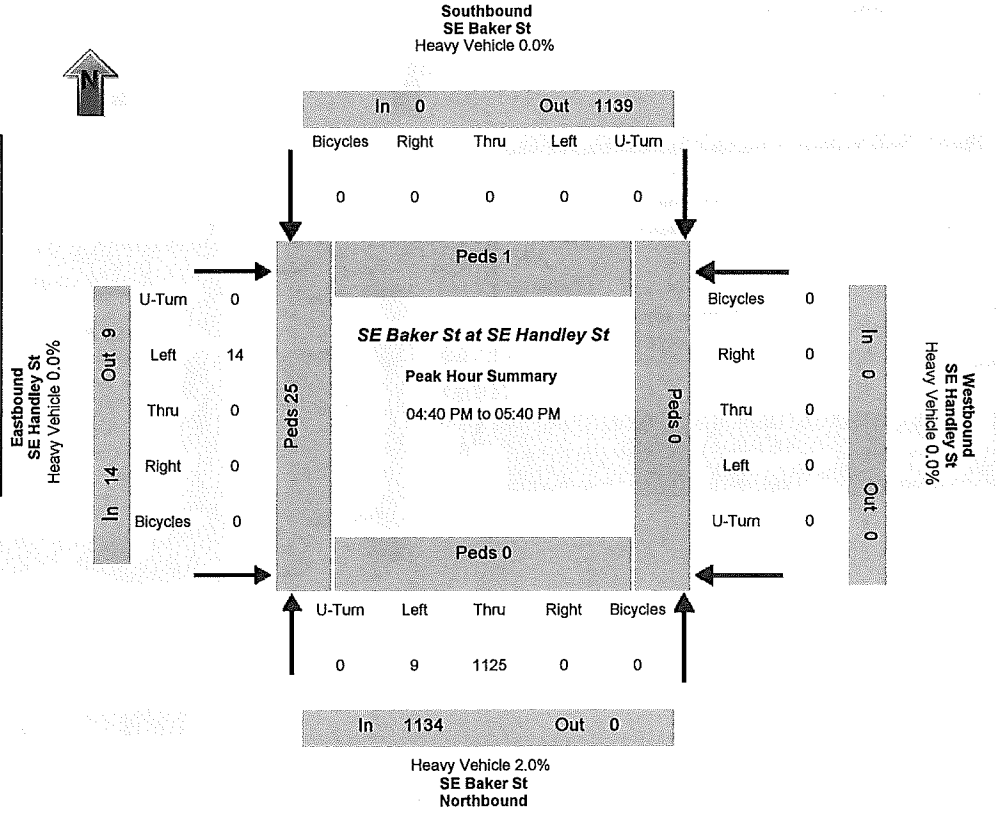 Southbound
SE Baker St
Heavy Vehicle 0.0%
N
In 0 Out 1139
Bicycles Right Thru Left U-Turn
0 0 0 0 0
Peds 1
U-Turn 0
Left 14
Thru 0
Right 0
Bicycles 0
Out 9
In 14
Eastbound
SE Handley St
Heavy Vehicle 0.0%
Peds 25
SE Baker St at SE Handley St
Peak Hour Summary
04:40 PM to 05:40 PM
Peds 0
Bicycles 0
Right 0
Thru 0
Left 0
U-Turn 0
In 0
Out 0
Westbound
SE Handley St
Heavy Vehicle 0.0%
Peds 0
U-Turn Left Thru Right Bicycles
0 9 1125 0 0
In 1134 Out 0
Heavy Vehicle 2.0%
SE Baker St
Northbound